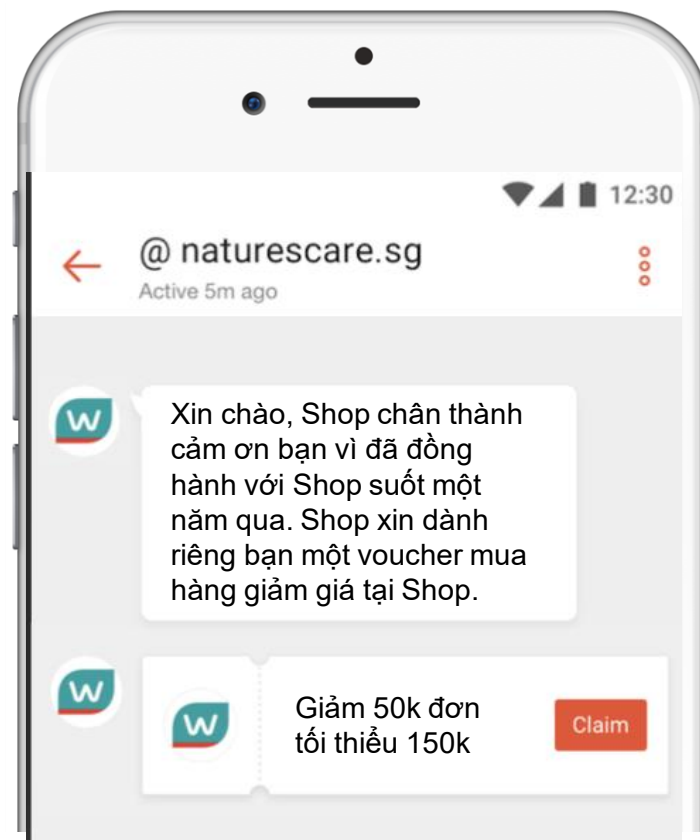 12:30
@ naturescare.sg
Active 5m ago
Xin chào, Shop chân thành
cảm ơn bạn vì đã đồng
hành với Shop suốt một
năm qua. Shop xin dành
riêng bạn một voucher mua
hàng giảm giá tại Shop.
Giảm 50k đơn
tối thiểu 150k
Claim